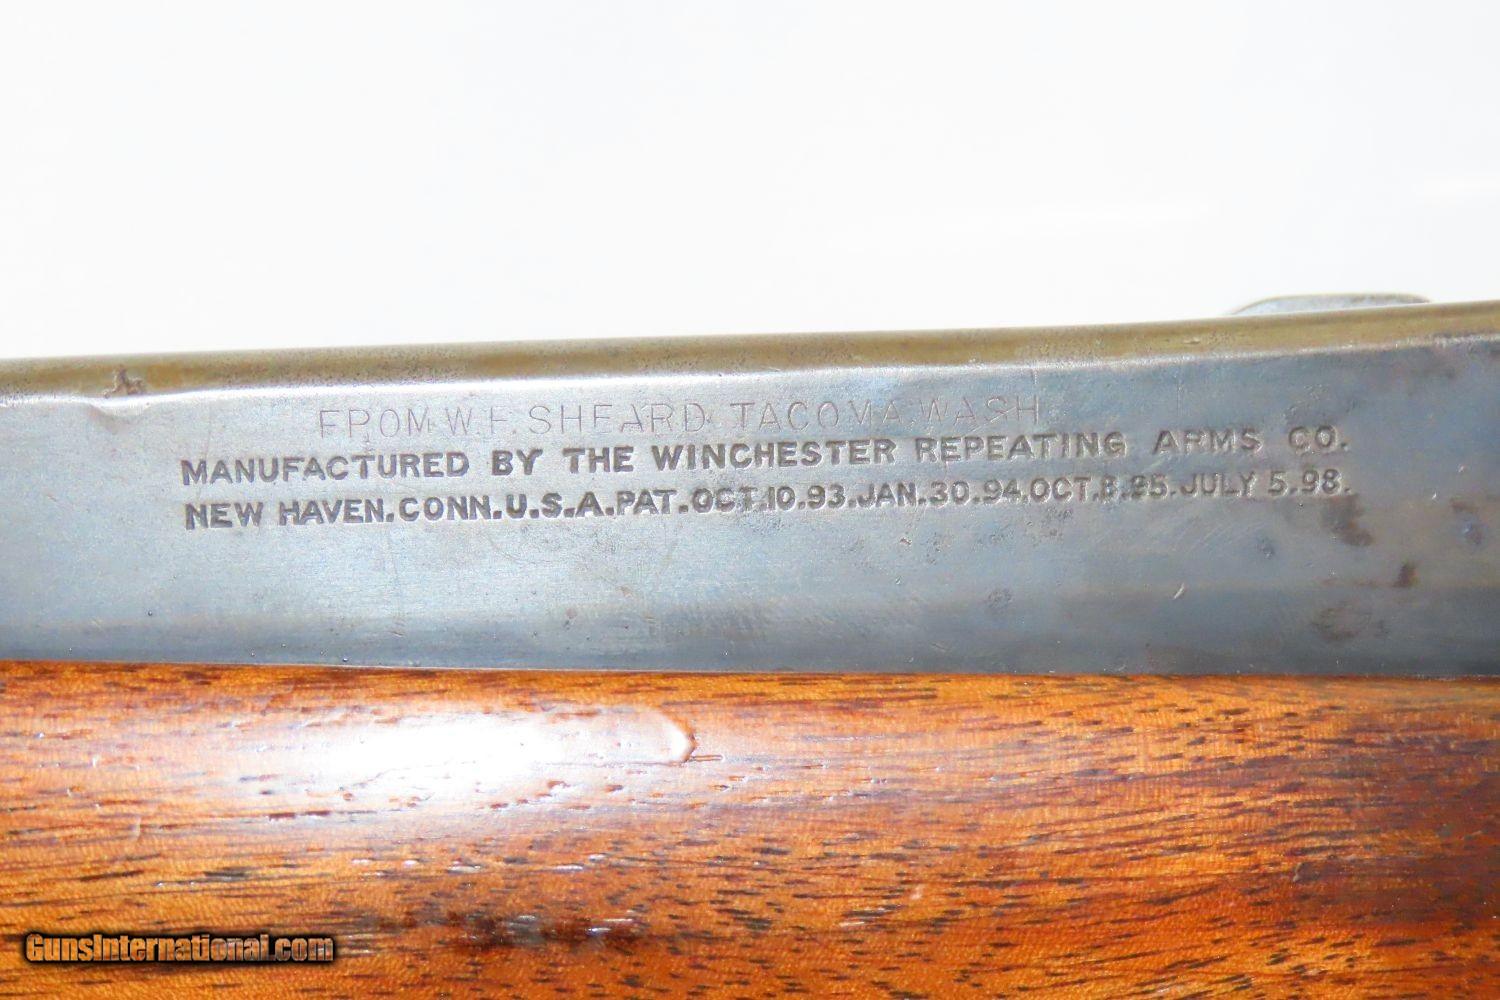 FROM W.F. SHEARD TACOMA WASH
MANUFACTURED BY THE WINCHESTER REPEATING ARMS CO.
NEW HAVEN.CONN.U.S.A.PAT.OCT.10.93.JAN.30.94.OCT.8.95.JULY 5.98.
GunsInternational.com